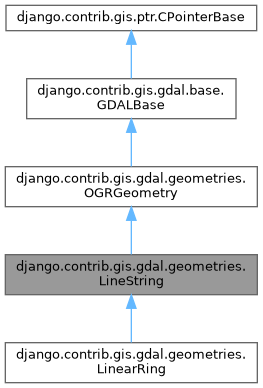 django.contrib.gis.ptr.CPointerBase
django.contrib.gis.gdal.base.
GDALBase
django.contrib.gis.gdal.geometries.
OGRGeometry
django.contrib.gis.gdal.geometries.
LineString
django.contrib.gis.gdal.geometries.
LinearRing